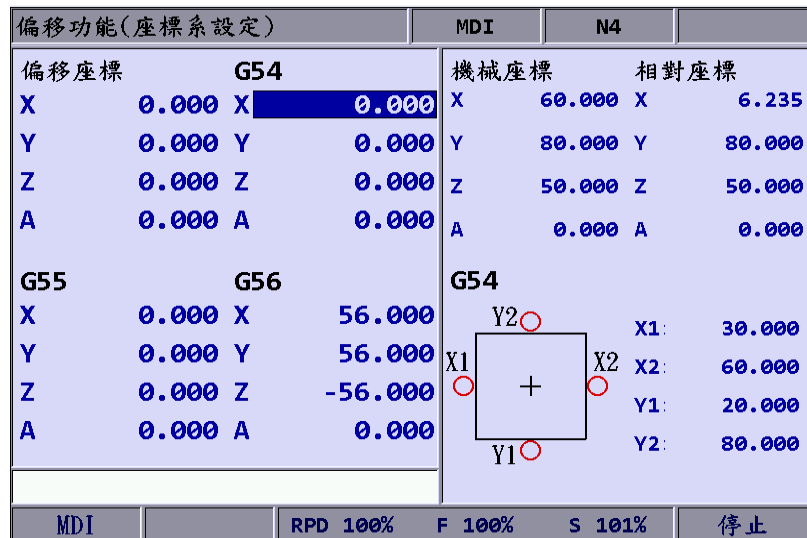 偏移功能(座標系設定) MDI N4
偏移座標 G54
X 0.000 X 0.000
Y 0.000 Y 0.000
Z 0.000 Z 0.000
A 0.000 A 0.000
G55 G56
X 0.000 X 56.000
Y 0.000 Y 56.000
Z 0.000 Z -56.000
A 0.000 A 0.000
機械座標 相對座標
X 60.000 X 6.235
Y 80.000 Y 80.000
Z 50.000 Z 50.000
A 0.000 A 0.000
G54
Y2
X1 X2
Y1
X1: 30.000
X2: 60.000
Y1: 20.000
Y2: 80.000
MDI RPD 100% F 100% S 101% 停止